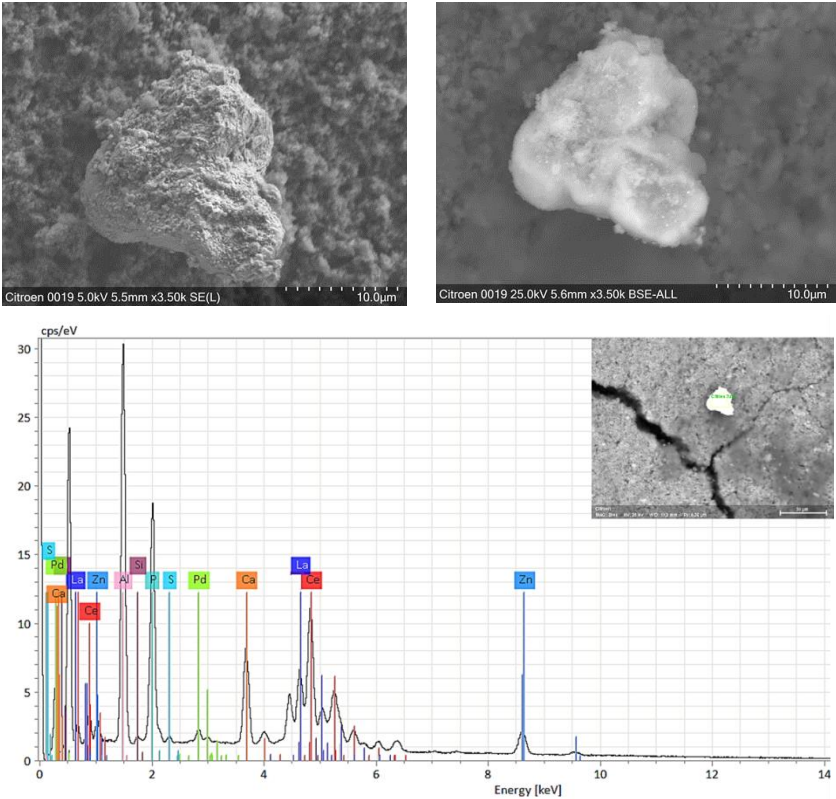 Citroen 0019 5.0kV 5.5mm x3.50k SE(L) 10.0µm
Citroen 0019 25.0kV 5.6mm x3.50k BSE-ALL 10.0µm
cps/eV
30
25
20
15
10
5
0
S
Pd
Ca
La
Zn
Ce
Al
Si
P
S
Pd
Ca
La
Ce
Zn
0 2 4 6 8 10 12 14
Energy [keV]